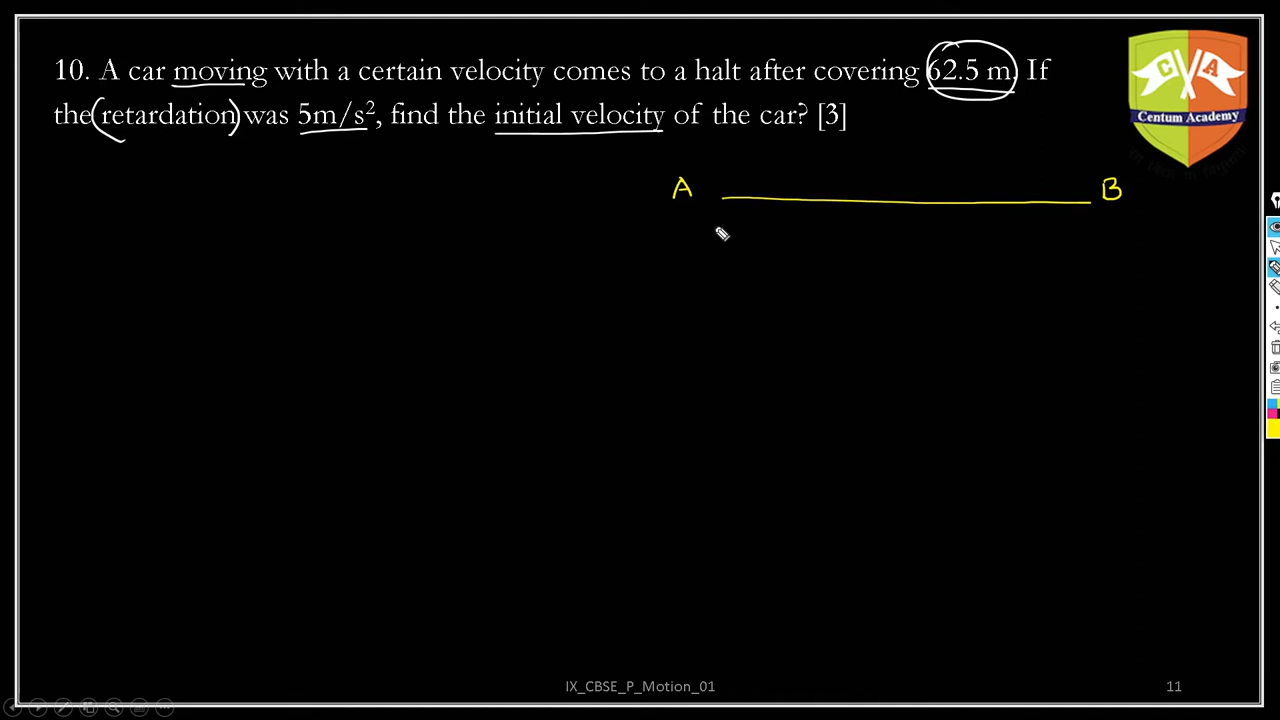 10. A car moving with a certain velocity comes to a halt after covering 62.5 m. If
the (retardation) was 5m/s², find the initial velocity of the car? [3]
C A
Centum Academy
A B
IX_CBSE_P_Motion_01
11